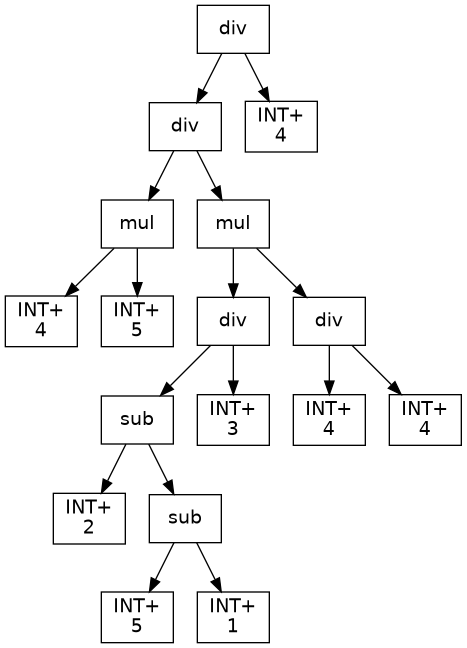 div
div
INT+
4
mul
mul
INT+
4
INT+
5
div
div
sub
INT+
3
INT+
4
INT+
4
INT+
2
sub
INT+
5
INT+
1